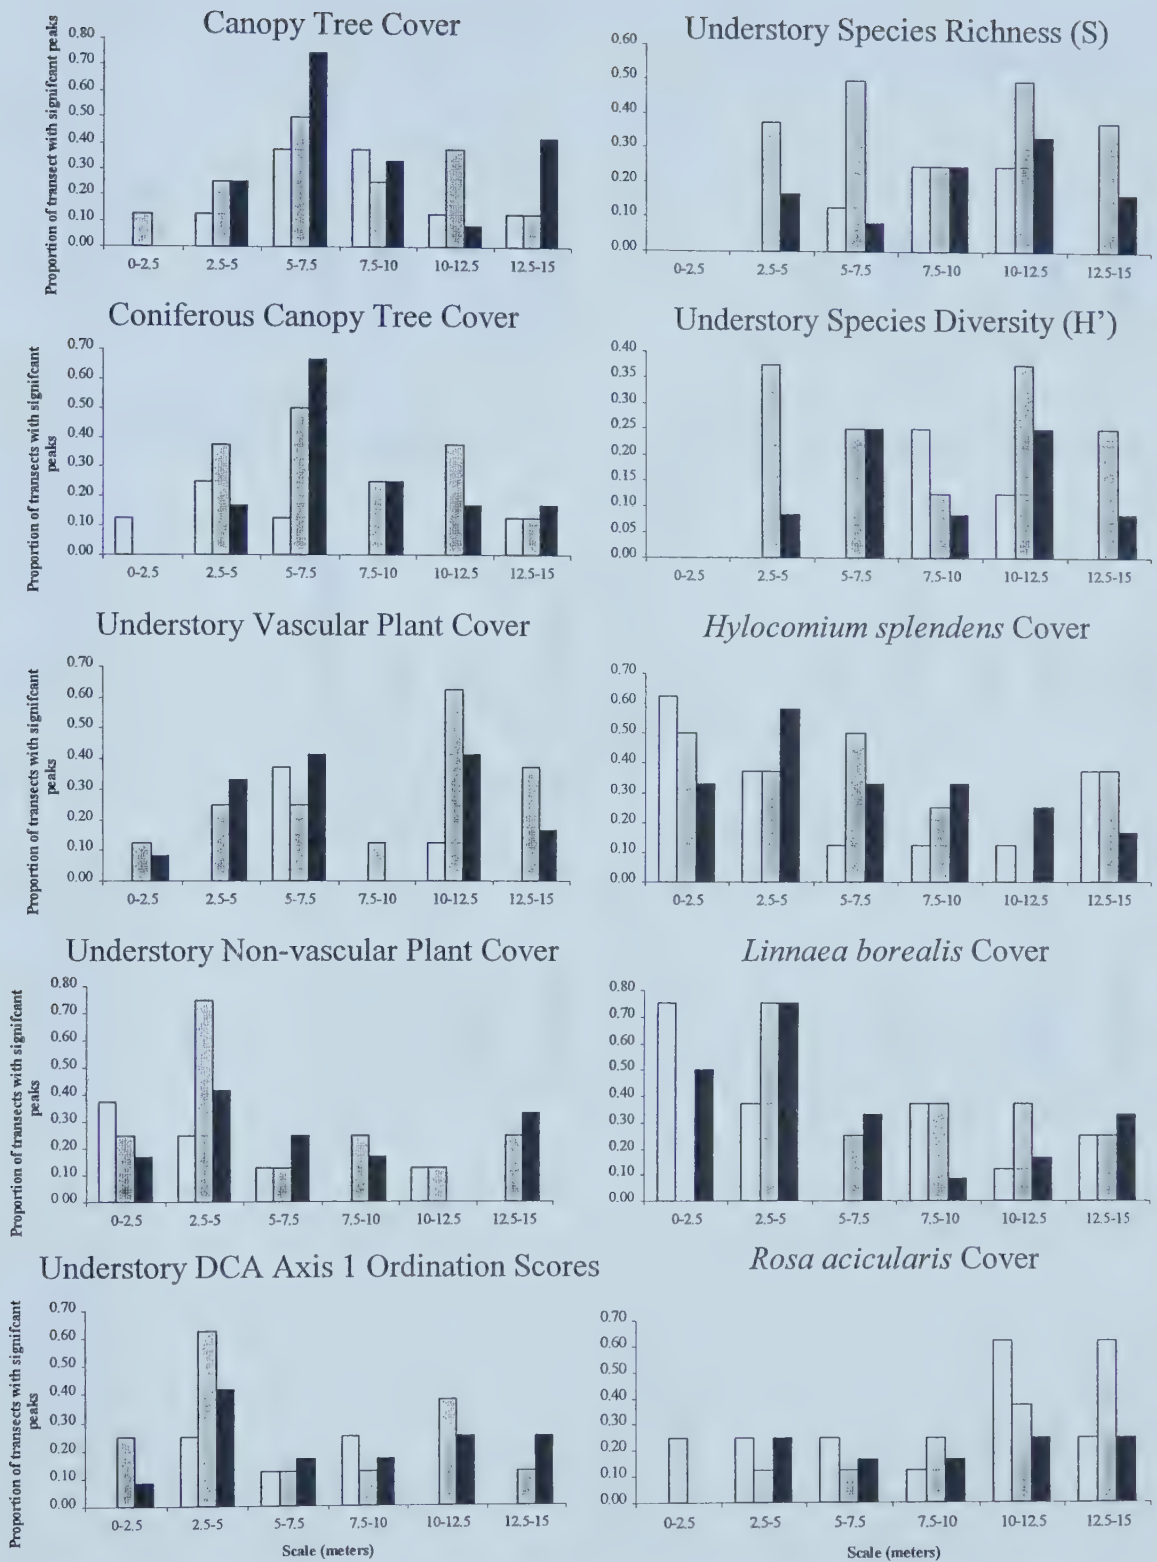 Canopy Tree Cover
Proportion of transect with signifcant peaks
0.80
0.70
0.60
0.50
0.40
0.30
0.20
0.10
0.00
0-2.5 2.5-5 5-7.5 7.5-10 10-12.5 12.5-15
Understory Species Richness (S)
0.60
0.50
0.40
0.30
0.20
0.10
0.00
0-2.5 2.5-5 5-7.5 7.5-10 10-12.5 12.5-15
Coniferous Canopy Tree Cover
Proportion of transects with signifcant
peaks
0.70
0.60
0.50
0.40
0.30
0.20
0.10
0.00
0-2.5 2.5-5 5-7.5 7.5-10 10-12.5 12.5-15
Understory Species Diversity (H')
0.40
0.35
0.30
0.25
0.20
0.15
0.10
0.05
0.00
0-2.5 2.5-5 5-7.5 7.5-10 10-12.5 12.5-15
Understory Vascular Plant Cover
Proportion of transects with signifcant
peaks
0.70
0.60
0.50
0.40
0.30
0.20
0.10
0.00
0-2.5 2.5-5 5-7.5 7.5-10 10-12.5 12.5-15
Hylocomium splendens Cover
0.70
0.60
0.50
0.40
0.30
0.20
0.10
0.00
0-2.5 2.5-5 5-7.5 7.5-10 10-12.5 12.5-15
Understory Non-vascular Plant Cover
Proportion of transects with signifcant
peaks
0.80
0.70
0.60
0.50
0.40
0.30
0.20
0.10
0.00
0-2.5 2.5-5 5-7.5 7.5-10 10-12.5 12.5-15
Linnaea borealis Cover
0.80
0.70
0.60
0.50
0.40
0.30
0.20
0.10
0.00
0-2.5 2.5-5 5-7.5 7.5-10 10-12.5 12.5-15
Understory DCA Axis 1 Ordination Scores
Proportion of transects with signifcant
peaks
0.70
0.60
0.50
0.40
0.30
0.20
0.10
0.00
0-2.5 2.5-5 5-7.5 7.5-10 10-12.5 12.5-15
Scale (meters)
Rosa acicularis Cover
0.70
0.60
0.50
0.40
0.30
0.20
0.10
0.00
0-2.5 2.5-5 5-7.5 7.5-10 10-12.5 12.5-15
Scale (meters)